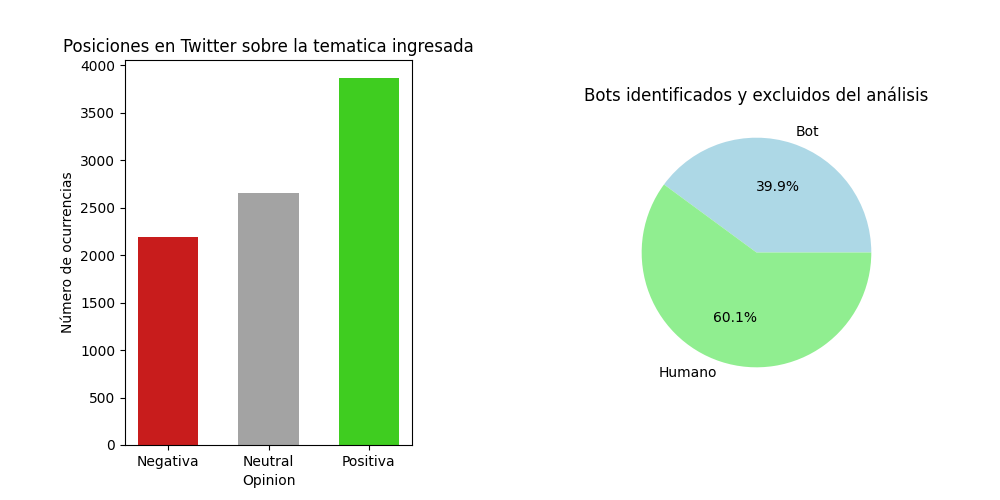 Posiciones en Twitter sobre la tematica ingresada
4000
3500
3000
2500
2000
1500
1000
500
0
Número de ocurrencias
Negativa
Neutral
Positiva
Opinion
Bots identificados y excluidos del análisis
Bot
39.9%
60.1%
Humano